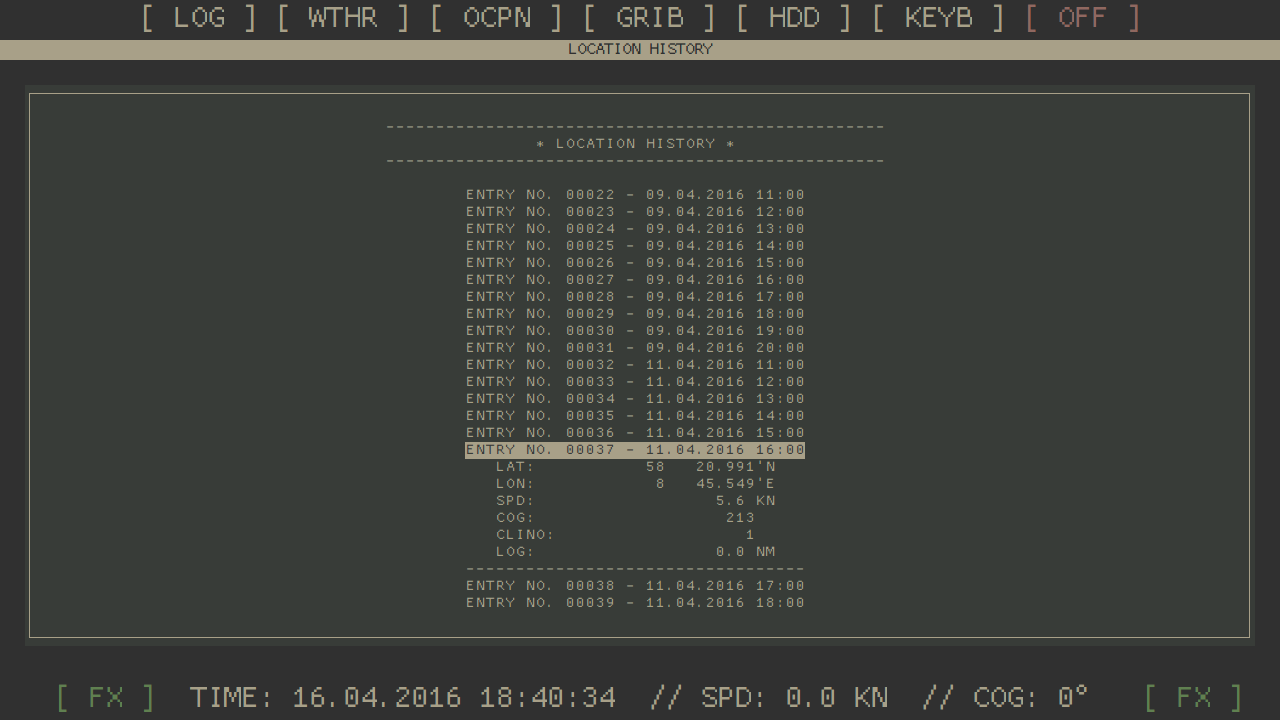 [ LOG ] [ WTHR ] [ OCPN ] [ GRIB ] [ HDD ] [ KEYB ] [ OFF ]
LOCATION HISTORY
--------------------------------------------------
* LOCATION HISTORY *
--------------------------------------------------
ENTRY NO. 00022 - 09.04.2016 11:00
ENTRY NO. 00023 - 09.04.2016 12:00
ENTRY NO. 00024 - 09.04.2016 13:00
ENTRY NO. 00025 - 09.04.2016 14:00
ENTRY NO. 00026 - 09.04.2016 15:00
ENTRY NO. 00027 - 09.04.2016 16:00
ENTRY NO. 00028 - 09.04.2016 17:00
ENTRY NO. 00029 - 09.04.2016 18:00
ENTRY NO. 00030 - 09.04.2016 19:00
ENTRY NO. 00031 - 09.04.2016 20:00
ENTRY NO. 00032 - 11.04.2016 11:00
ENTRY NO. 00033 - 11.04.2016 12:00
ENTRY NO. 00034 - 11.04.2016 13:00
ENTRY NO. 00035 - 11.04.2016 14:00
ENTRY NO. 00036 - 11.04.2016 15:00
ENTRY NO. 00037 - 11.04.2016 16:00
LAT: 58 20.991'N
LON: 8 45.549'E
SPD: 5.6 KN
COG: 213
CLINO: 1
LOG: 0.0 NM
----------------------------------
ENTRY NO. 00038 - 11.04.2016 17:00
ENTRY NO. 00039 - 11.04.2016 18:00
[ FX ] TIME: 16.04.2016 18:40:34 // SPD: 0.0 KN // COG: 0° [ FX ]